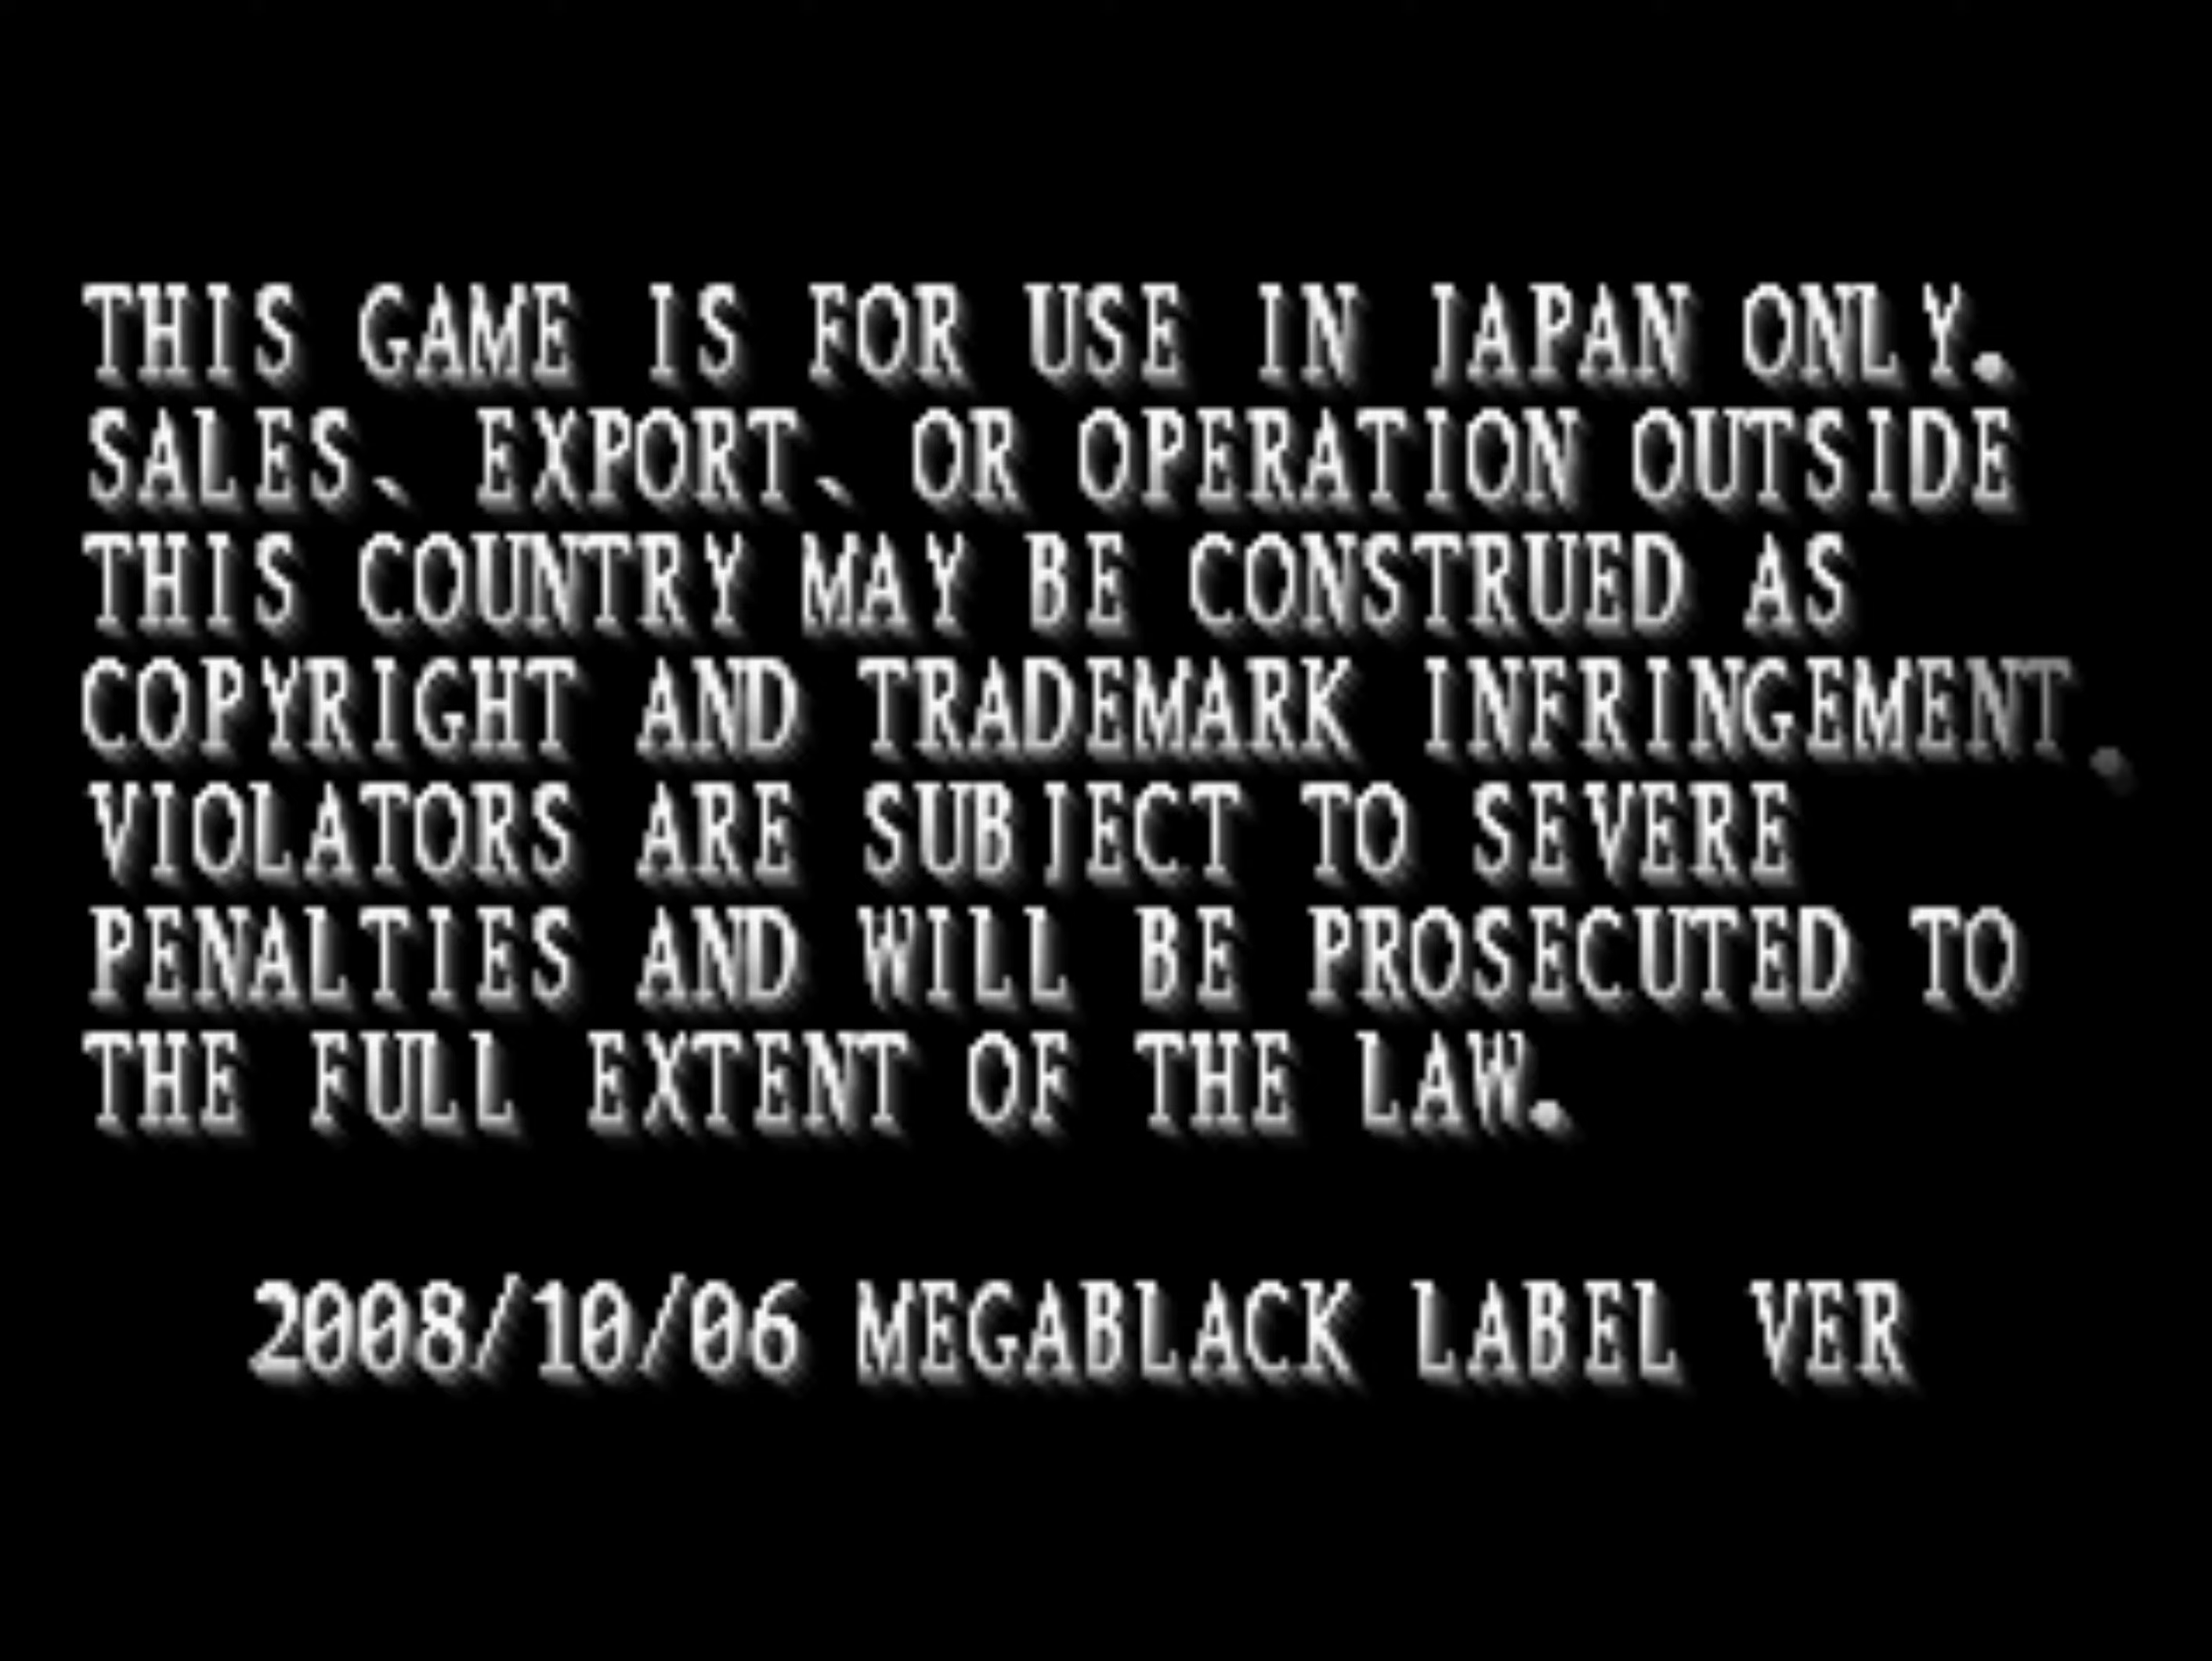 THIS GAME IS FOR USE IN JAPAN ONLY.
SALES、EXPORT、OR OPERATION OUTSIDE
THIS COUNTRY MAY BE CONSTRUED AS
COPYRIGHT AND TRADEMARK INFRINGEMENT.
VIOLATORS ARE SUBJECT TO SEVERE
PENALTIES AND WILL BE PROSECUTED TO
THE FULL EXTENT OF THE LAW.
2008/10/06 MEGABLACK LABEL VER